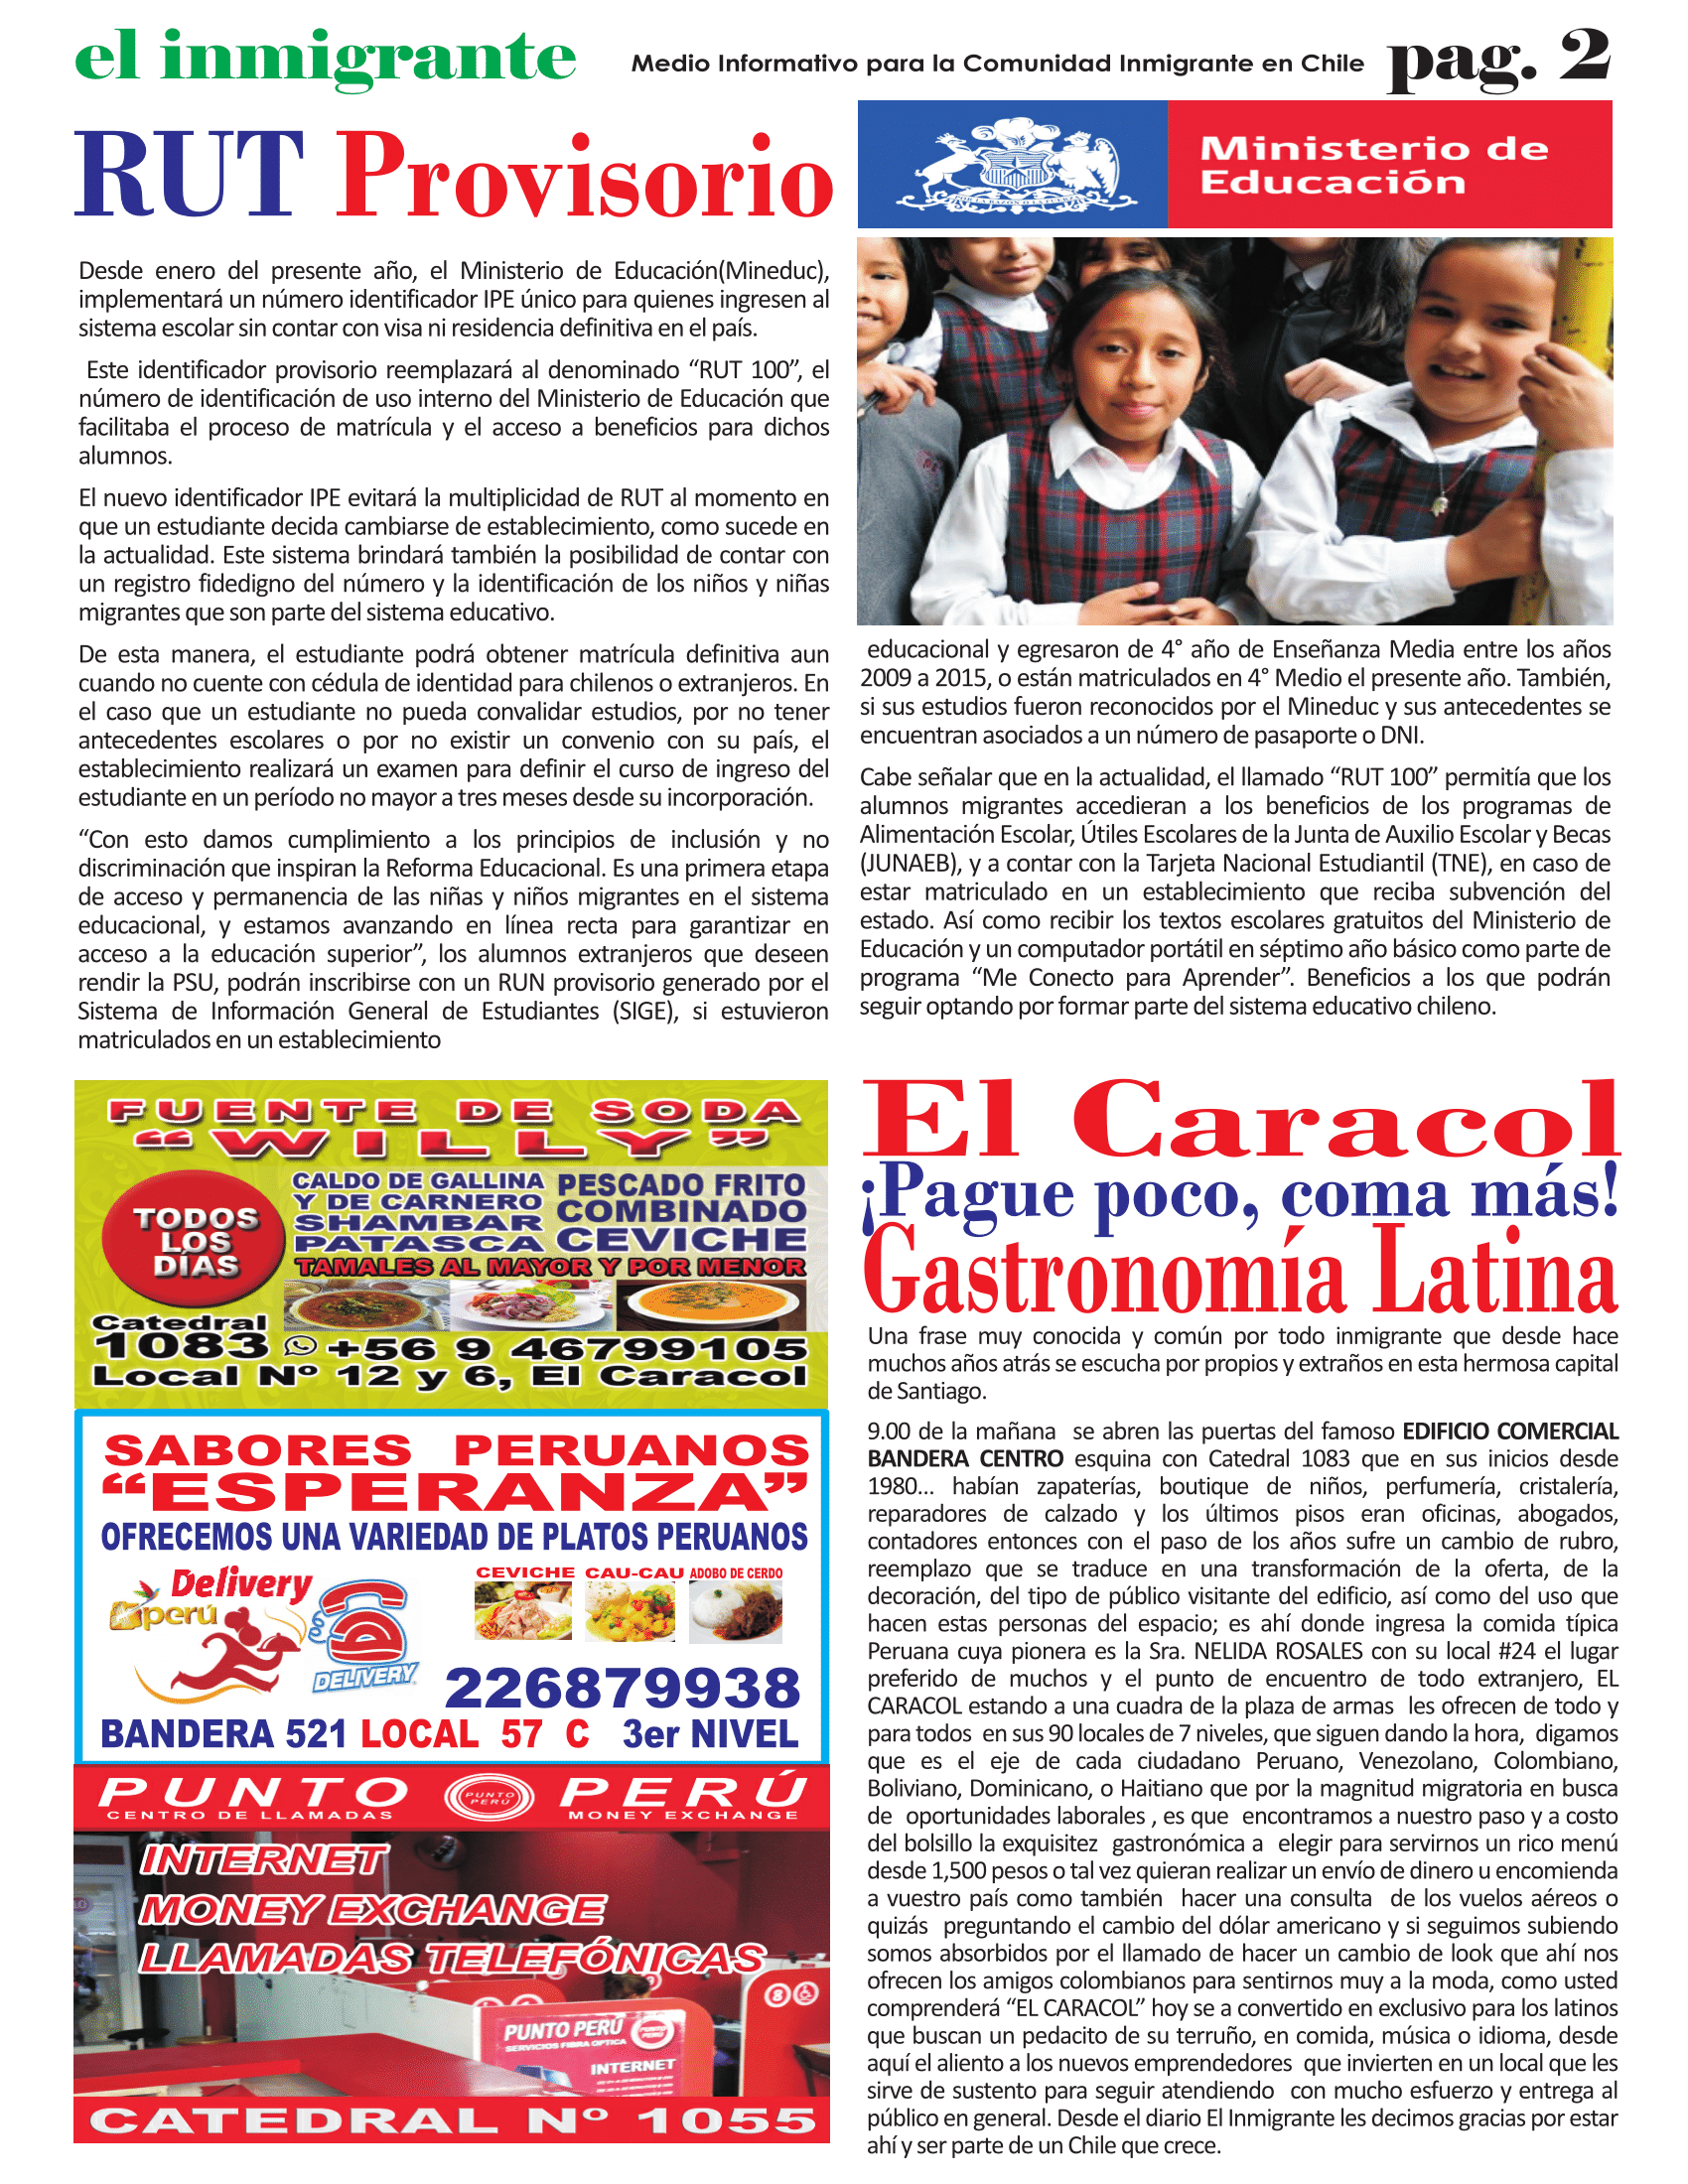 el inmigrante
Medio Informativo para la Comunidad Inmigrante en Chile
pag. 2
RUT Provisorio
Desde enero del presente año, el Ministerio de Educación(Mineduc),
implementará un número identificador IPE único para quienes ingresen al
sistema escolar sin contar con visa ni residencia definitiva en el país.
Este identificador provisorio reemplazará al denominado “RUT 100”, el
número de identificación de uso interno del Ministerio de Educación que
facilitaba el proceso de matrícula y el acceso a beneficios para dichos
alumnos.
El nuevo identificador IPE evitará la multiplicidad de RUT al momento en
que un estudiante decida cambiarse de establecimiento, como sucede en
la actualidad. Este sistema brindará también la posibilidad de contar con
un registro fidedigno del número y la identificación de los niños y niñas
migrantes que son parte del sistema educativo.
De esta manera, el estudiante podrá obtener matrícula definitiva aun
cuando no cuente con cédula de identidad para chilenos o extranjeros. En
el caso que un estudiante no pueda convalidar estudios, por no tener
antecedentes escolares o por no existir un convenio con su país, el
establecimiento realizará un examen para definir el curso de ingreso del
estudiante en un período no mayor a tres meses desde su incorporación.
“Con esto damos cumplimiento a los principios de inclusión y no
discriminación que inspiran la Reforma Educacional. Es una primera etapa
de acceso y permanencia de las niñas y niños migrantes en el sistema
educacional, y estamos avanzando en línea recta para garantizar en
acceso a la educación superior”, los alumnos extranjeros que deseen
rendir la PSU, podrán inscribirse con un RUN provisorio generado por el
Sistema de Información General de Estudiantes (SIGE), si estuvieron
matriculados en un establecimiento
Ministerio de
Educación
educacional y egresaron de 4° año de Enseñanza Media entre los años
2009 a 2015, o están matriculados en 4° Medio el presente año. También,
si sus estudios fueron reconocidos por el Mineduc y sus antecedentes se
encuentran asociados a un número de pasaporte o DNI.
Cabe señalar que en la actualidad, el llamado “RUT 100” permitía que los
alumnos migrantes accedieran a los beneficios de los programas de
Alimentación Escolar, Útiles Escolares de la Junta de Auxilio Escolar y Becas
(JUNAEB), y a contar con la Tarjeta Nacional Estudiantil (TNE), en caso de
estar matriculado en un establecimiento que reciba subvención del
estado. Así como recibir los textos escolares gratuitos del Ministerio de
Educación y un computador portátil en séptimo año básico como parte de
programa “Me Conecto para Aprender”. Beneficios a los que podrán
seguir optando por formar parte del sistema educativo chileno.
FUENTE DE SODA
“WILLY”
TODOS
LOS
DÍAS
CALDO DE GALLINA
Y DE CARNERO
SHAMBAR
PATASCA
PESCADO FRITO
COMBINADO
CEVICHE
TAMALES AL MAYOR Y POR MENOR
Catedral
1083 +56 9 46799105
Local Nº 12 y 6, El Caracol
SABORES PERUANOS
“ESPERANZA”
OFRECEMOS UNA VARIEDAD DE PLATOS PERUANOS
Delivery
perú
DELIVERY
CEVICHE CAU-CAU ADOBO DE CERDO
226879938
BANDERA 521 LOCAL 57 C 3er NIVEL
PUNTO PERÚ
CENTRO DE LLAMADAS
PUNTO
PERÚ
MONEY EXCHANGE
INTERNET
MONEY EXCHANGE
LLAMADAS TELEFÓNICAS
8
PUNTO PERÚ
SERVICIOS FIBRA OPTICA
PUNTO
PERÚ
INTERNET
CATEDRAL Nº 1055
El Caracol
¡Pague poco, coma más!
Gastronomía Latina
Una frase muy conocida y común por todo inmigrante que desde hace
muchos años atrás se escucha por propios y extraños en esta hermosa capital
de Santiago.
9.00 de la mañana se abren las puertas del famoso EDIFICIO COMERCIAL
BANDERA CENTRO esquina con Catedral 1083 que en sus inicios desde
1980... habían zapaterías, boutique de niños, perfumería, cristalería,
reparadores de calzado y los últimos pisos eran oficinas, abogados,
contadores entonces con el paso de los años sufre un cambio de rubro,
reemplazo que se traduce en una transformación de la oferta, de la
decoración, del tipo de público visitante del edificio, así como del uso que
hacen estas personas del espacio; es ahí donde ingresa la comida típica
Peruana cuya pionera es la Sra. NELIDA ROSALES con su local #24 el lugar
preferido de muchos y el punto de encuentro de todo extranjero, EL
CARACOL estando a una cuadra de la plaza de armas les ofrecen de todo y
para todos en sus 90 locales de 7 niveles, que siguen dando la hora, digamos
que es el eje de cada ciudadano Peruano, Venezolano, Colombiano,
Boliviano, Dominicano, o Haitiano que por la magnitud migratoria en busca
de oportunidades laborales , es que encontramos a nuestro paso y a costo
del bolsillo la exquisitez gastronómica a elegir para servirnos un rico menú
desde 1,500 pesos o tal vez quieran realizar un envío de dinero u encomienda
a vuestro país como también hacer una consulta de los vuelos aéreos o
quizás preguntando el cambio del dólar americano y si seguimos subiendo
somos absorbidos por el llamado de hacer un cambio de look que ahí nos
ofrecen los amigos colombianos para sentirnos muy a la moda, como usted
comprenderá “EL CARACOL” hoy se a convertido en exclusivo para los latinos
que buscan un pedacito de su terruño, en comida, música o idioma, desde
aquí el aliento a los nuevos emprendedores que invierten en un local que les
sirve de sustento para seguir atendiendo con mucho esfuerzo y entrega al
público en general. Desde el diario El Inmigrante les decimos gracias por estar
ahí y ser parte de un Chile que crece.